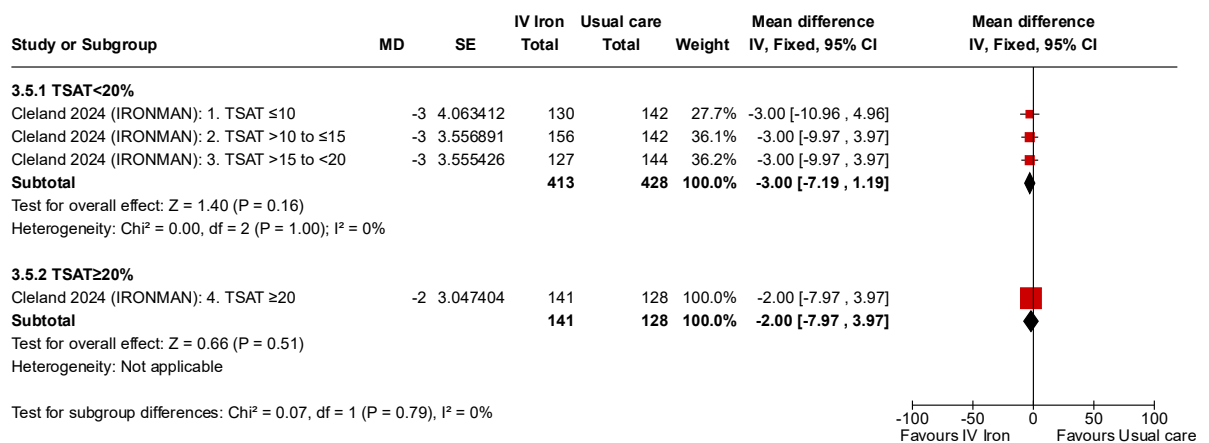 IV Iron Usual care Mean difference Mean difference
Study or Subgroup MD SE Total Total Weight IV, Fixed, 95% CI IV, Fixed, 95% CI
3.5.1 TSAT<20%
Cleland 2024 (IRONMAN): 1. TSAT ≤10 -3 4.063412 130 142 27.7% -3.00 [-10.96 , 4.96]
Cleland 2024 (IRONMAN): 2. TSAT >10 to ≤15 -3 3.556891 156 142 36.1% -3.00 [-9.97 , 3.97]
Cleland 2024 (IRONMAN): 3. TSAT >15 to <20 -3 3.555426 127 144 36.2% -3.00 [-9.97 , 3.97]
Subtotal 413 428 100.0% -3.00 [-7.19 , 1.19]
Test for overall effect: Z = 1.40 (P = 0.16)
Heterogeneity: Chi² = 0.00, df = 2 (P = 1.00); I² = 0%
3.5.2 TSAT≥20%
Cleland 2024 (IRONMAN): 4. TSAT ≥20 -2 3.047404 141 128 100.0% -2.00 [-7.97 , 3.97]
Subtotal 141 128 100.0% -2.00 [-7.97 , 3.97]
Test for overall effect: Z = 0.66 (P = 0.51)
Heterogeneity: Not applicable
Test for subgroup differences: Chi² = 0.07, df = 1 (P = 0.79), I² = 0%
-100 -50 0 50 100
Favours IV Iron Favours Usual care